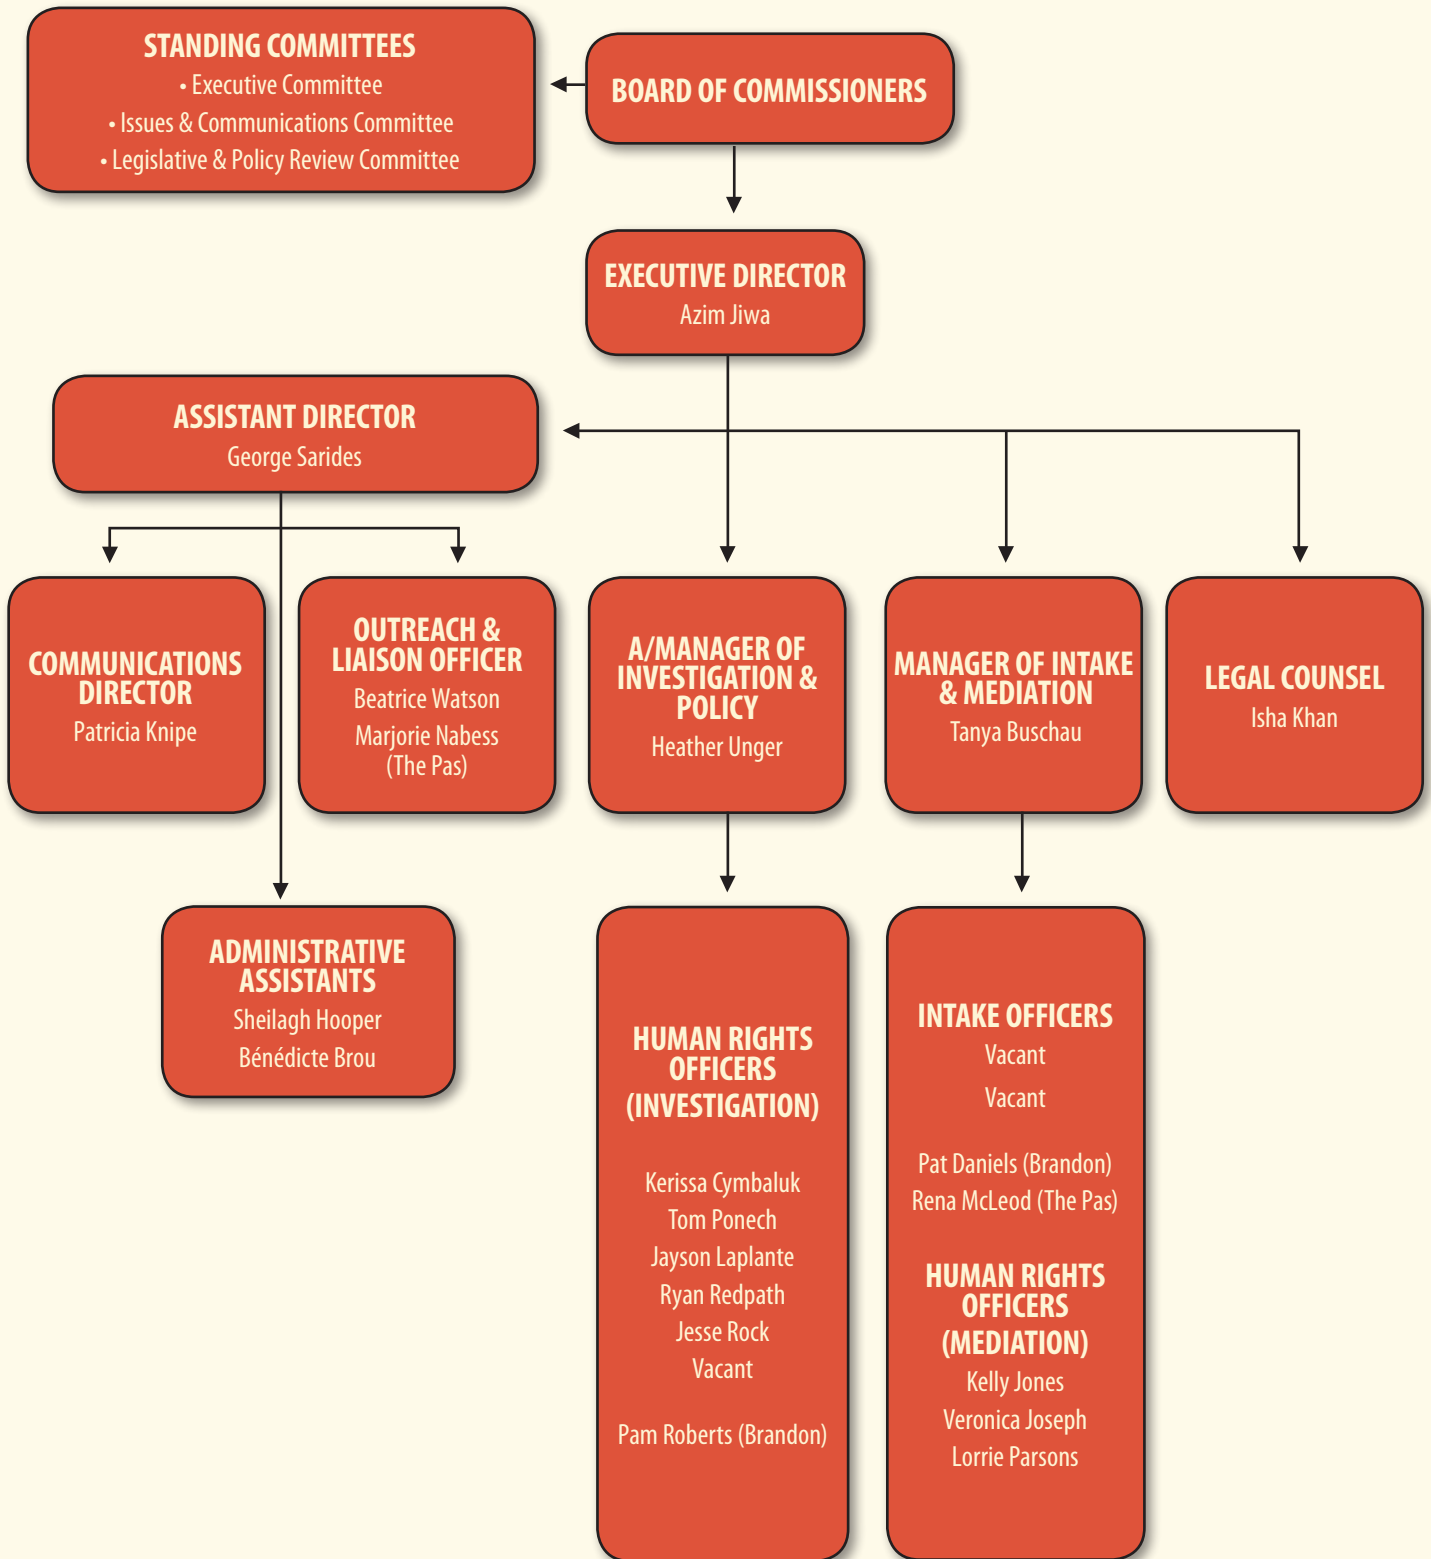 STANDING COMMITTEES
• Executive Committee
• Issues & Communications Committee
• Legislative & Policy Review Committee
BOARD OF COMMISSIONERS
EXECUTIVE DIRECTOR
Azim Jiwa
ASSISTANT DIRECTOR
George Sarides
COMMUNICATIONS
DIRECTOR
Patricia Knipe
OUTREACH &
LIAISON OFFICER
Beatrice Watson
Marjorie Nabess
(The Pas)
A/MANAGER OF
INVESTIGATION &
POLICY
Heather Unger
MANAGER OF INTAKE
& MEDIATION
Tanya Buschau
LEGAL COUNSEL
Isha Khan
ADMINISTRATIVE
ASSISTANTS
Sheilagh Hooper
Bénédicte Brou
HUMAN RIGHTS
OFFICERS
(INVESTIGATION)
Kerissa Cymbaluk
Tom Ponech
Jayson Laplante
Ryan Redpath
Jesse Rock
Vacant
Pam Roberts (Brandon)
INTAKE OFFICERS
Vacant
Vacant
Pat Daniels (Brandon)
Rena McLeod (The Pas)
HUMAN RIGHTS
OFFICERS
(MEDIATION)
Kelly Jones
Veronica Joseph
Lorrie Parsons